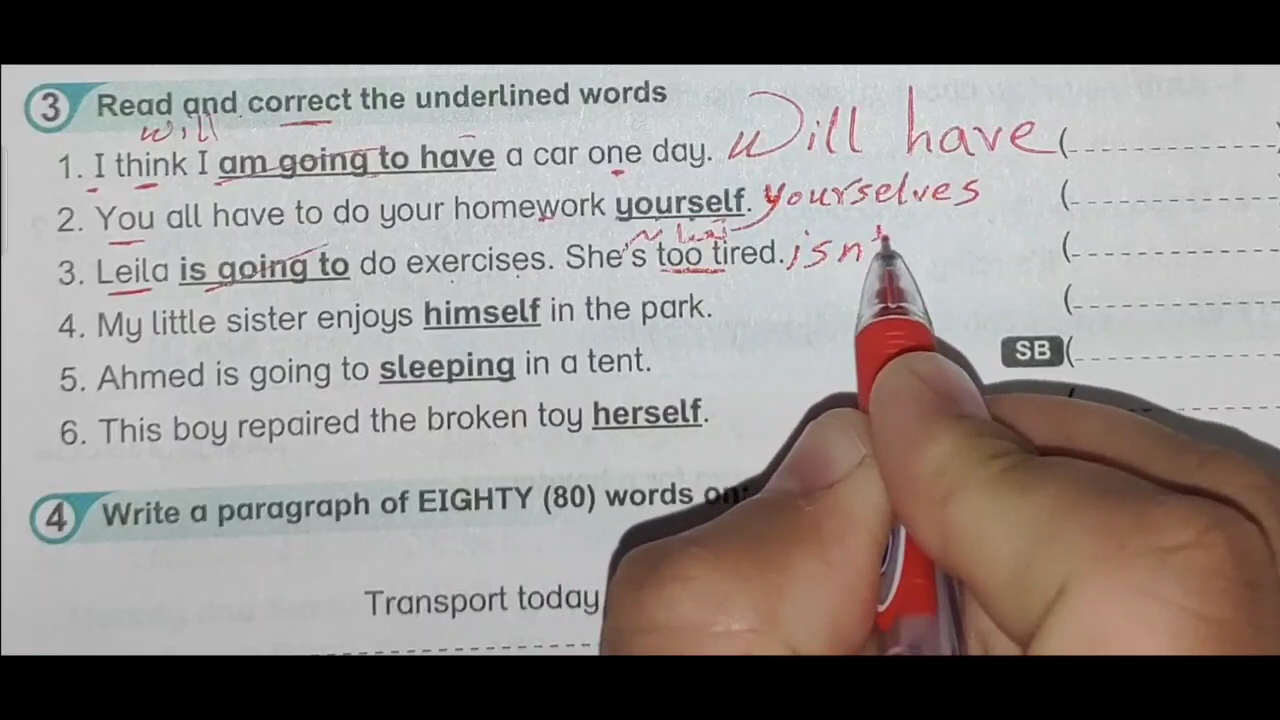 3 Read and correct the underlined words
will
1. I think I am going to have a car one day. Will have (
2. You all have to do your homework yourself. yourselves (
3. Leila is going to do exercises. She's too tired. isn' (
4. My little sister enjoys himself in the park. (
5. Ahmed is going to sleeping in a tent. SB (
6. This boy repaired the broken toy herself. (
4 Write a paragraph of EIGHTY (80) words on:
Transport today